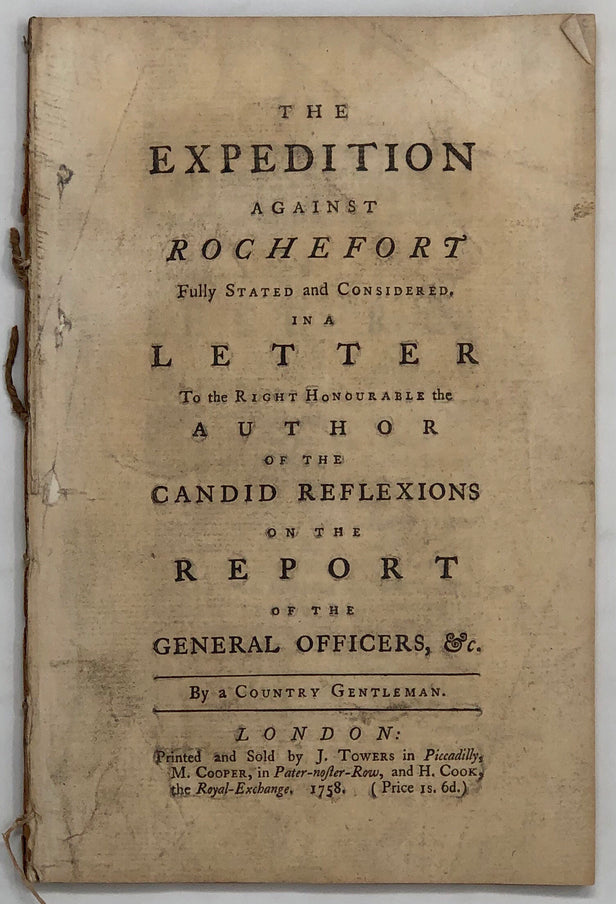 THE
EXPEDITION
AGAINST
ROCHEFORT
Fully STATED and CONSIDERED,
IN A
LETTER
To the RIGHT HONOURABLE the
AUTHOR
OF THE
CANDID REFLEXIONS
ON THE
REPORT
OF THE
GENERAL OFFICERS, &c.
By a COUNTRY GENTLEMAN.
LONDON:
Printed and Sold by J. TOWERS in Piccadilly,
M. COOPER, in Pater-noſter-Row, and H. COOK,
the Royal-Exchange. 1758. (Price 1s. 6d.)